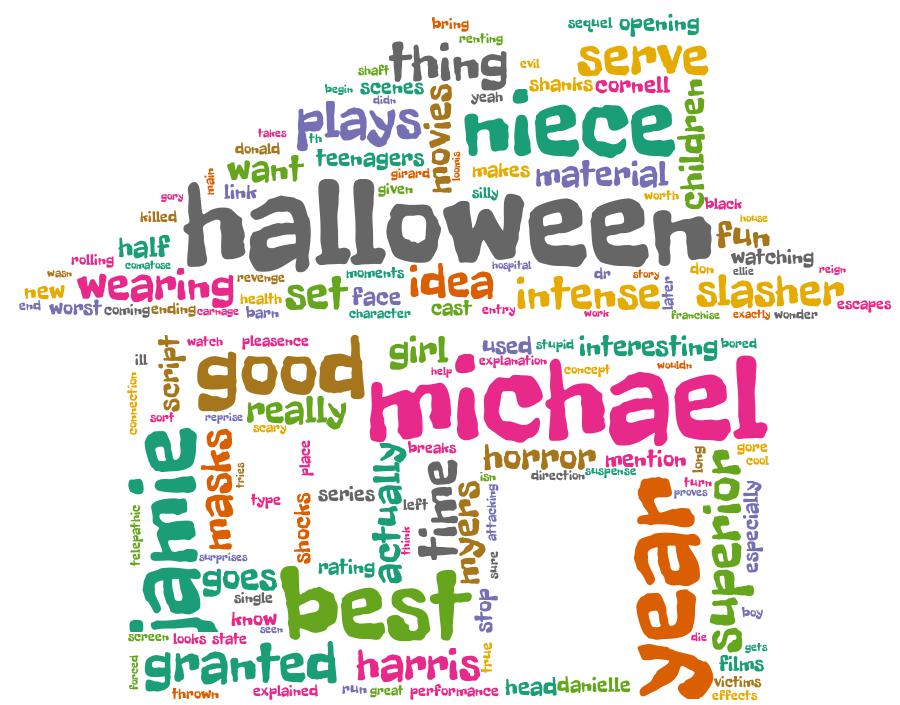 bring
sequel opening
renting
thing
serve
shaft
evil
begin scenes
shanks cornell
didn
yeah
movies
children
plays
niece
takes
th
donald
teenagers
loomis
want
girard
makes material
main
link
given
silly
worth
gory
black
killed
halloween
house
half
fun
rolling
comatose
watching
wasn
wearing
revenge
moments
idea
hospital
dr
story
don
ellie
reign
new
health
set
face
intense
later
slasher
end worst coming ending carnage barn
character
cast
entry
work
franchise
exactly wonder
escapes
script
watch
pleasence
girl
used stupid interesting bored
ill
good
help
explanation
concept
wouldn
connection
michael
sort
reprise
really
scary
jamie
masks
place
actually
breaks
horror
mention
long
gore
cool
tries
time
isn
direction suspense
superior
turn
proves
type
series
left
myers
attacking
year
especially
telepathic
shocks
think
sure
surprises
goes
rating
single
best
stop
know
seen
boy
screen looks state
die
gets
forced
granted
harris
true
films
victims
thrown
explained
run great performance
head danielle
effects